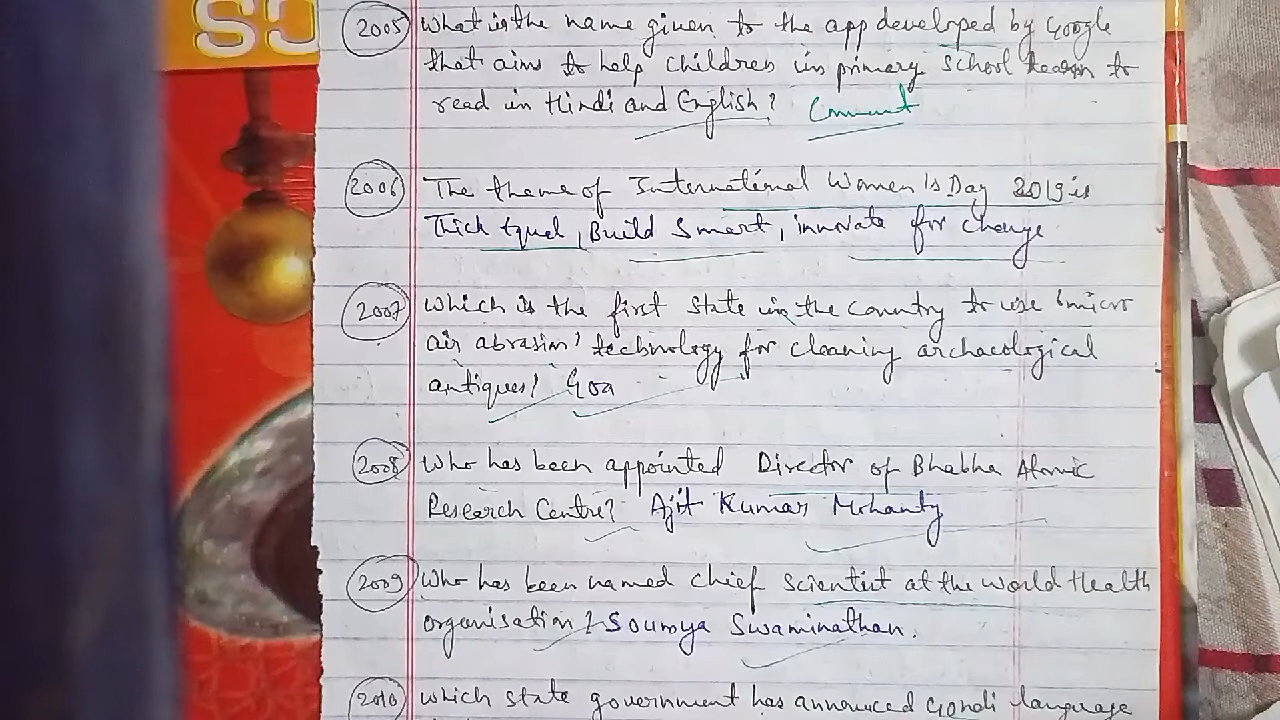 SJ
2005 What is the name given to the app developed by Google
that aims to help children in primary school learn to
read in Hindi and English?
2006 The theme of International Women's Day 2019 is
Thick Equal, Build Smart, innovate for change
2007 which is the first state in the country to use 'micro
air abrasion' technology for cleaning archaeological
antiques? Goa
2008 Who has been appointed Director of Bhabha Atomic
Research Centre? Ajit Kumar Mohanty
2009 Who has been named chief scientist at the World Health
organisation? Soumya Swaminathan.
2010 which state government has announced Gondi language